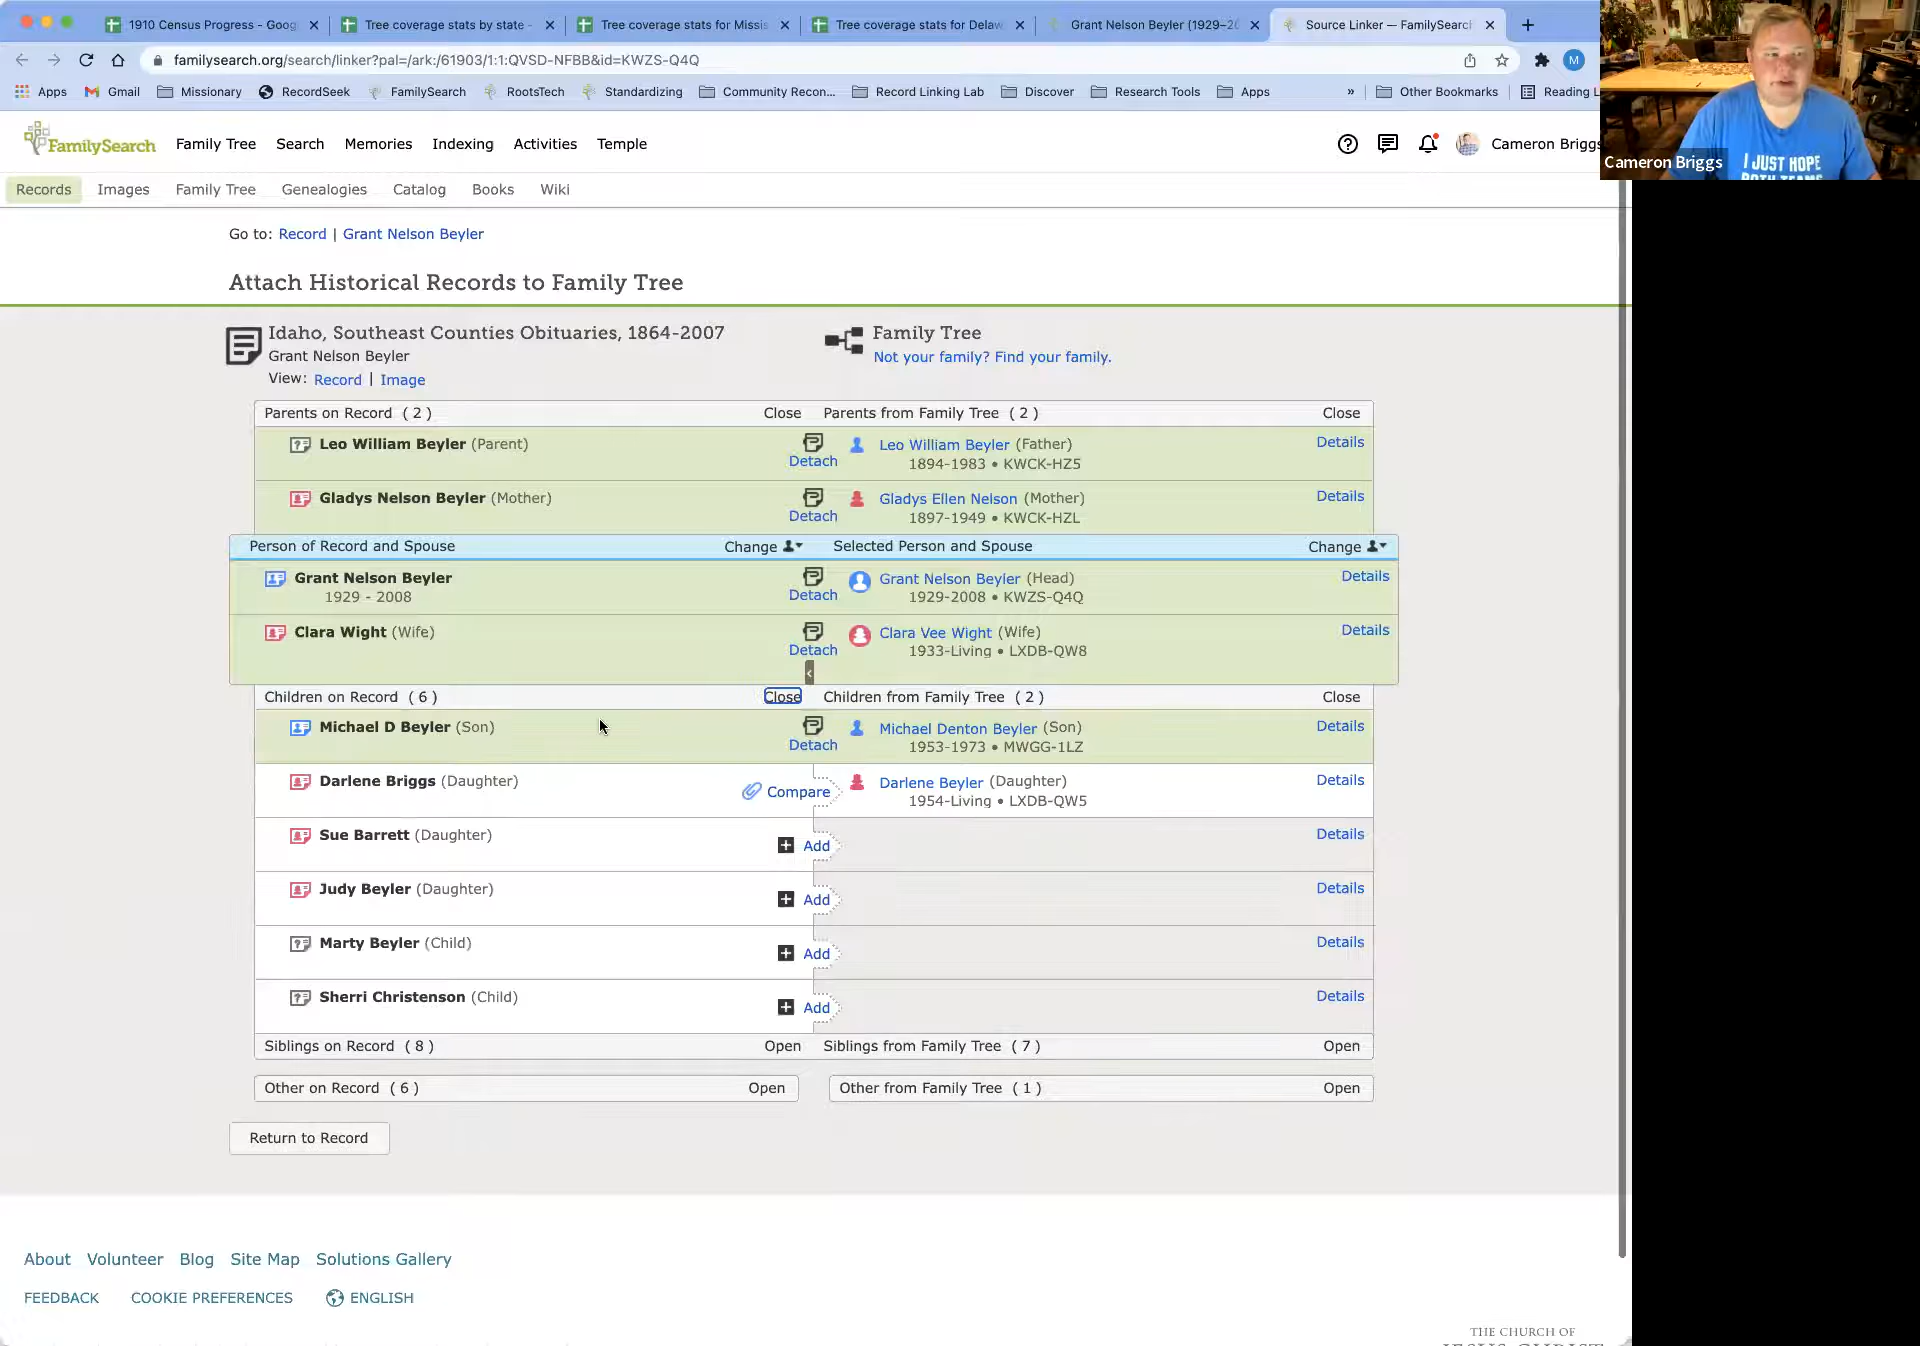 1910 Census Progress - Goog
Tree coverage stats by state -
Tree coverage stats for Missis
Tree coverage stats for Delaw
Grant Nelson Beyler (1929–20
Source Linker — FamilySearch
familysearch.org/search/linker?pal=/ark:/61903/1:1:QVSD-NFBB&id=KWZS-Q4Q
M
Apps Gmail Missionary RecordSeek FamilySearch RootsTech Standardizing Community Recon... Record Linking Lab Discover Research Tools Apps » Other Bookmarks Reading L
FamilySearch Family Tree Search Memories Indexing Activities Temple Cameron Briggs
Cameron Briggs
I JUST HOPE
BOTH TEAMS
Records Images Family Tree Genealogies Catalog Books Wiki
Go to: Record | Grant Nelson Beyler
Attach Historical Records to Family Tree
Idaho, Southeast Counties Obituaries, 1864-2007
Grant Nelson Beyler
View: Record | Image
Family Tree
Not your family? Find your family.
Parents on Record ( 2 ) Close Parents from Family Tree ( 2 ) Close
Leo William Beyler (Parent) Detach Leo William Beyler (Father) Details
1894-1983 • KWCK-HZ5
Gladys Nelson Beyler (Mother) Detach Gladys Ellen Nelson (Mother) Details
1897-1949 • KWCK-HZL
Person of Record and Spouse Change Selected Person and Spouse Change
Grant Nelson Beyler Grant Nelson Beyler (Head) Details
1929 - 2008 Detach 1929-2008 • KWZS-Q4Q
Clara Wight (Wife) Clara Vee Wight (Wife) Details
Detach 1933-Living • LXDB-QW8
Children on Record ( 6 ) Close Children from Family Tree ( 2 ) Close
Michael D Beyler (Son) Michael Denton Beyler (Son) Details
Detach 1953-1973 • MWGG-1LZ
Darlene Briggs (Daughter) Compare Darlene Beyler (Daughter) Details
1954-Living • LXDB-QW5
Sue Barrett (Daughter) Add Details
Judy Beyler (Daughter) Add Details
Marty Beyler (Child) Add Details
Sherri Christenson (Child) Add Details
Siblings on Record ( 8 ) Open Siblings from Family Tree ( 7 ) Open
Other on Record ( 6 ) Open Other from Family Tree ( 1 ) Open
Return to Record
About Volunteer Blog Site Map Solutions Gallery
FEEDBACK COOKIE PREFERENCES ENGLISH
THE CHURCH OF
JESUS CHRIST